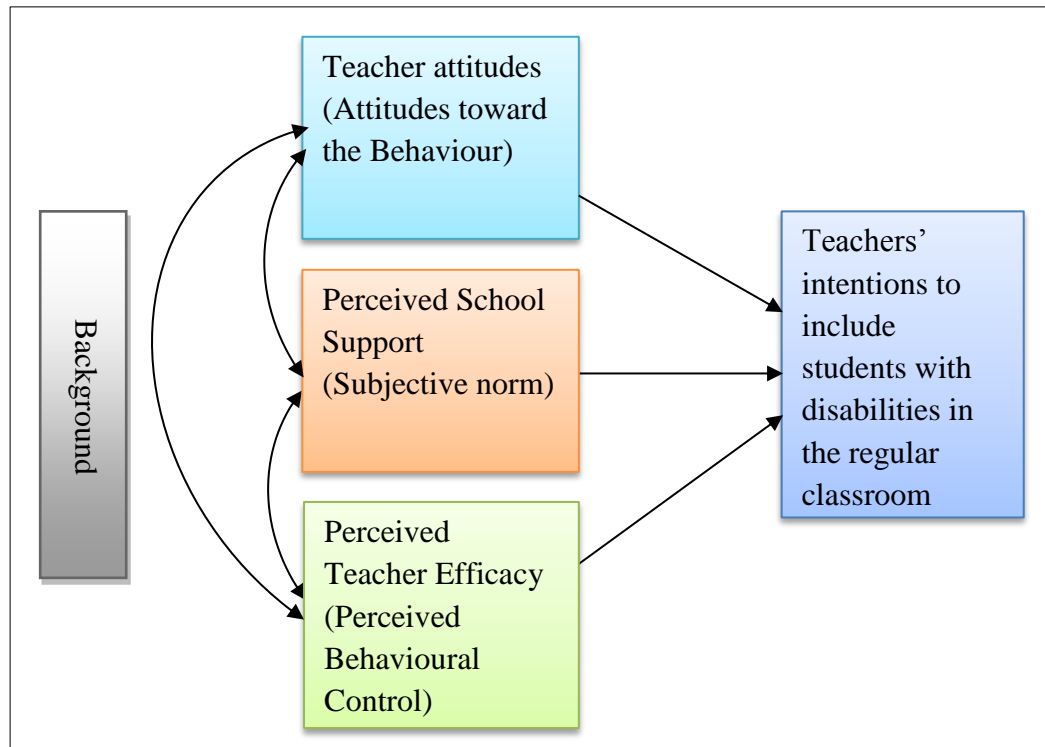 Background
Teacher attitudes
(Attitudes toward
the Behaviour)
Perceived School
Support
(Subjective norm)
Perceived
Teacher Efficacy
(Perceived
Behavioural
Control)
Teachers’
intentions to
include
students with
disabilities in
the regular
classroom